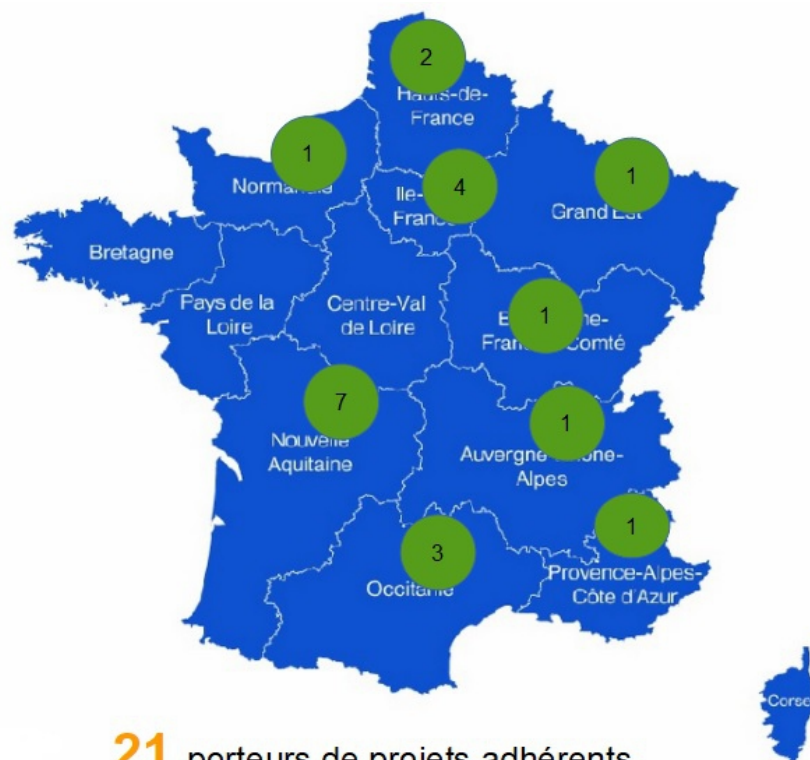 2
Hauts-de-
France
1
Normandie
4
Ile-
France
1
Grand Est
Bretagne
Pays de la
Loire
Centre-Val
de Loire
1
Comté
7
Nouvelle
Aquitaine
1
Auvergne
Alpes
1
Provence-Alpes-
Côte d'Azur
3
Occitanie
Corse
21 porteurs de projets adhérents